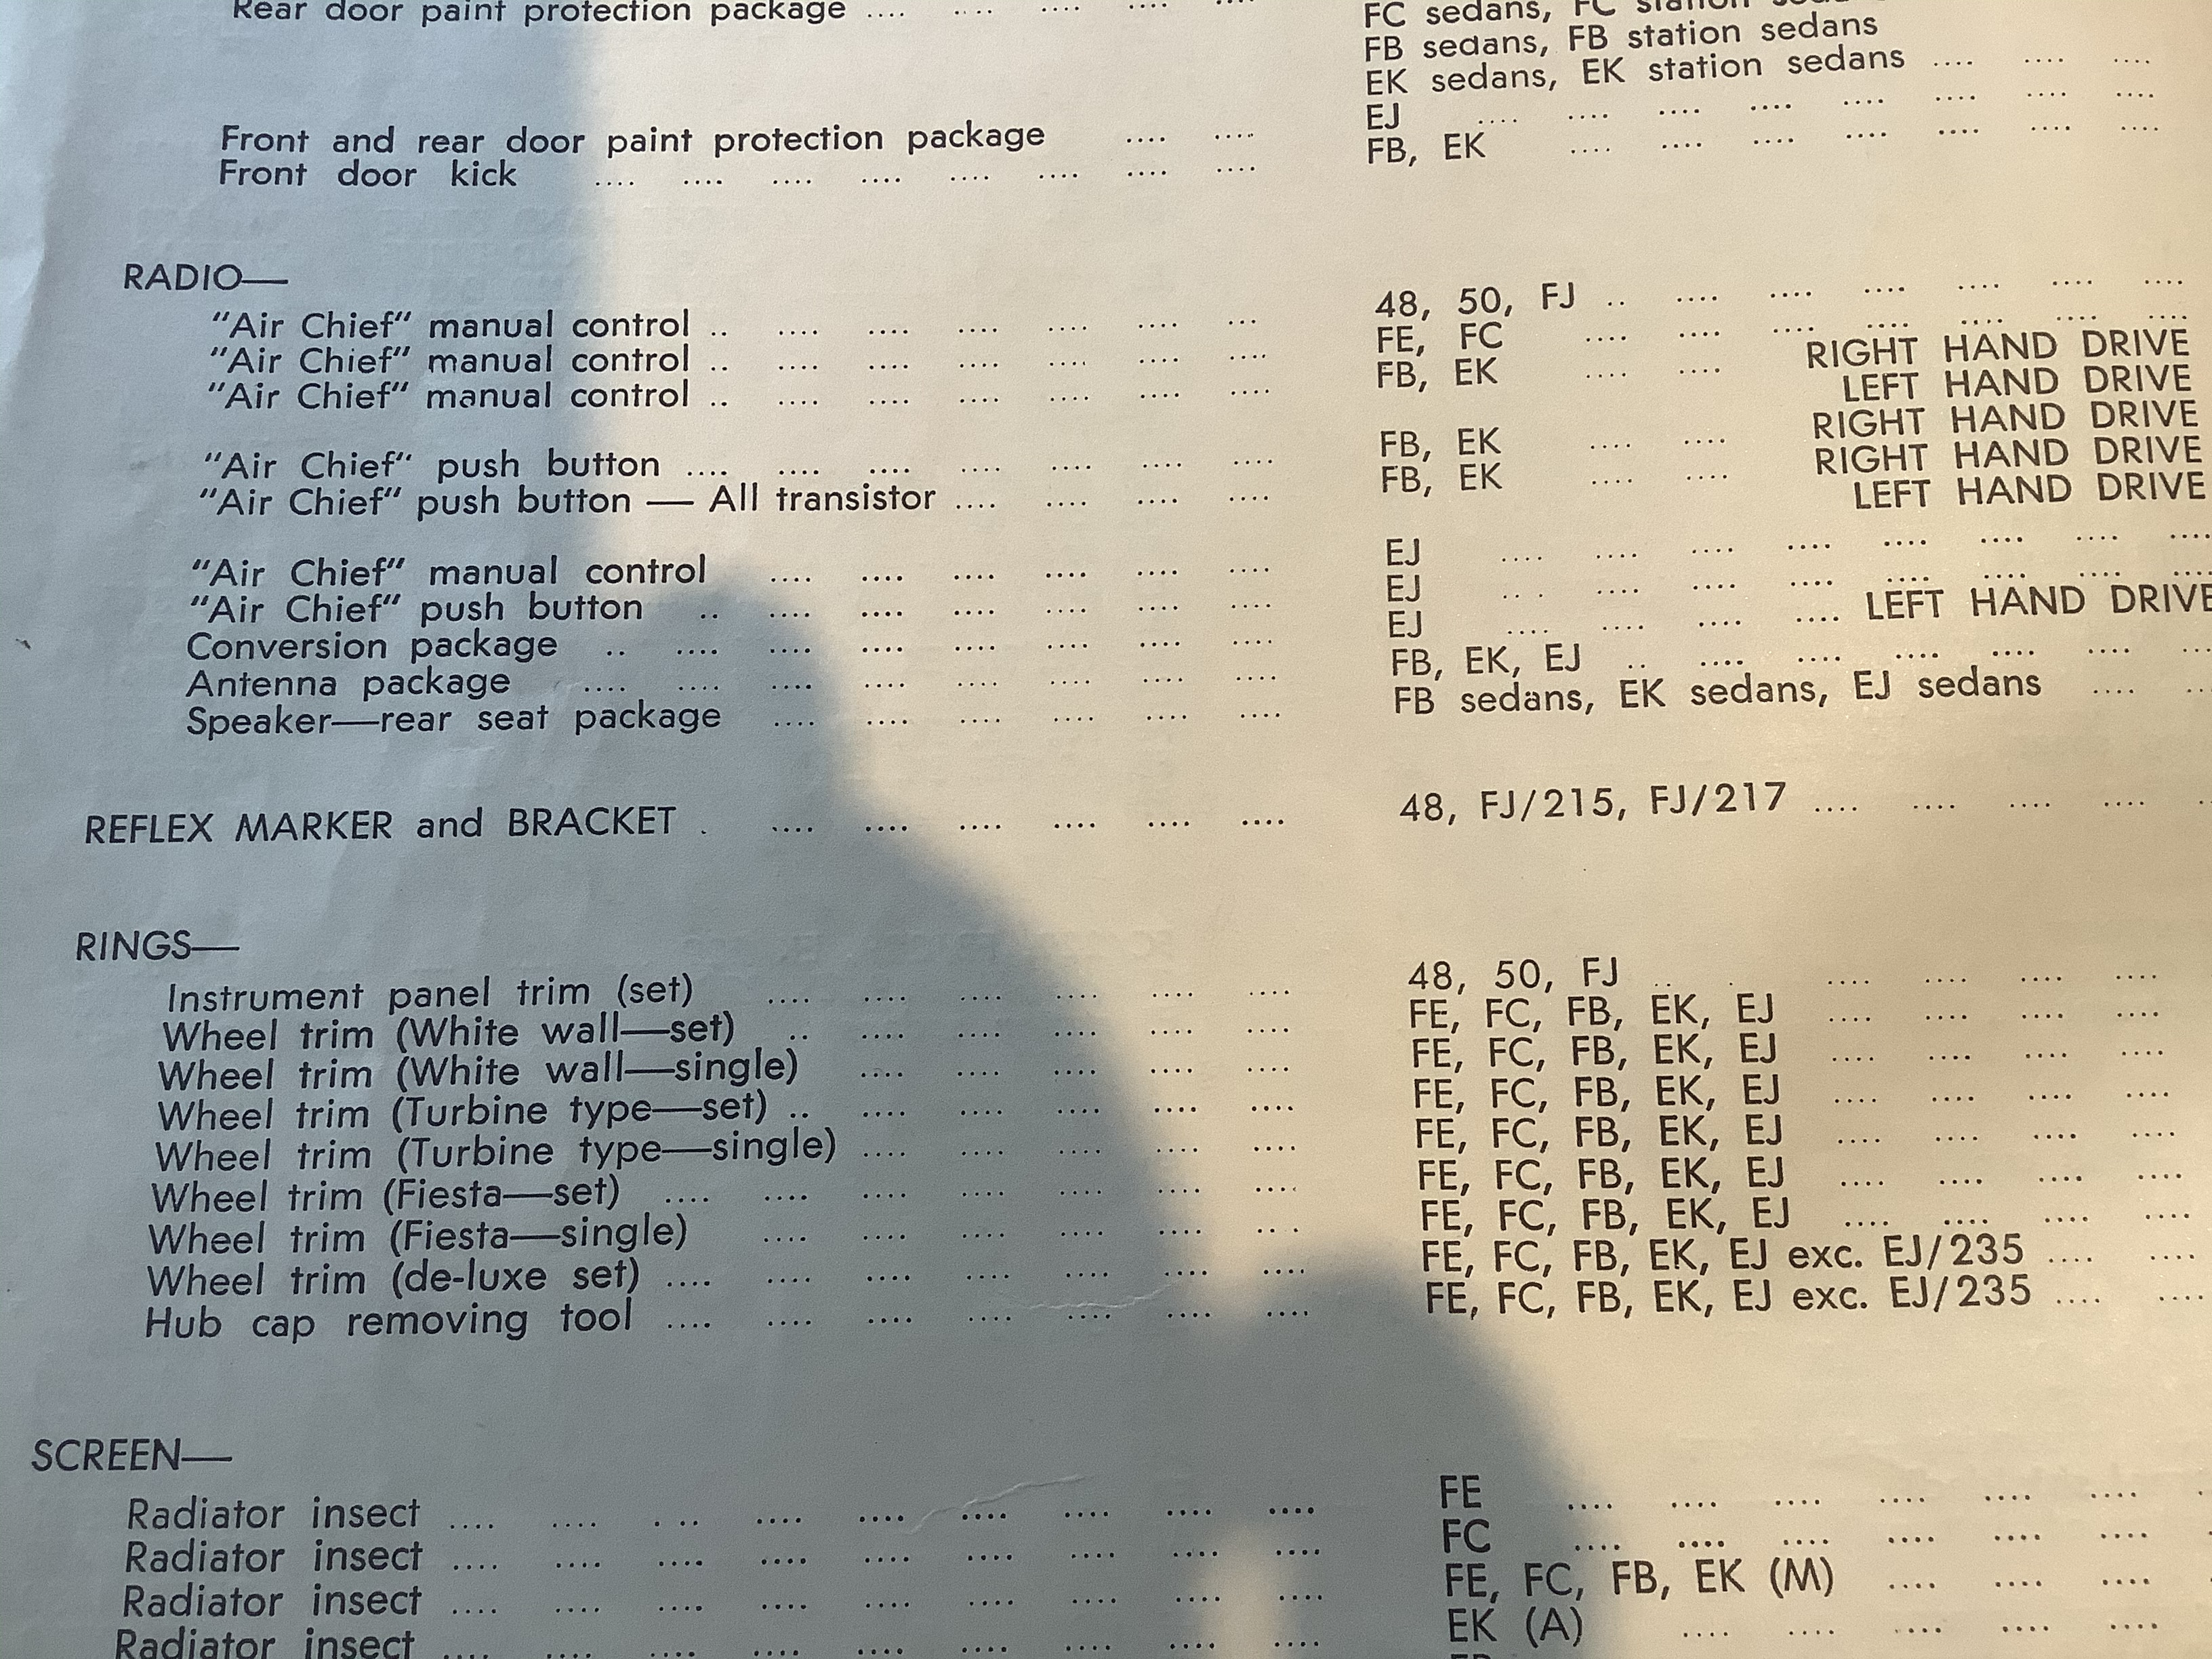 Rear door paint protection package .... .... .... .... .... FC sedans, FC station
FB sedans, FB station sedans
EK sedans, EK station sedans .... .... ....
Front and rear door paint protection package .... .... EJ .... .... .... .... .... .... .... ....
Front door kick .... .... .... .... .... .... .... .... FB, EK .... .... .... .... .... .... ....
RADIO—
"Air Chief" manual control .. .... .... .... .... .... ... 48, 50, FJ .. .... .... .... .... .... ....
"Air Chief" manual control .. .... .... .... .... .... .... FE, FC .... .... .... .... .... .... ....
"Air Chief" manual control .. .... .... .... .... .... .... FB, EK .... .... RIGHT HAND DRIVE
LEFT HAND DRIVE
"Air Chief" push button .... .... .... .... .... .... .... FB, EK .... .... RIGHT HAND DRIVE
"Air Chief" push button — All transistor .... .... .... .... FB, EK .... .... RIGHT HAND DRIVE
LEFT HAND DRIVE
"Air Chief" manual control .... .... .... .... .... .... EJ .... .... .... .... .... .... .... ....
"Air Chief" push button .. .... .... .... .... .... .... EJ .... .... .... .... .... .... .... ....
Conversion package .. .... .... .... .... .... .... .... EJ .... .... .... .... LEFT HAND DRIVE
Antenna package .... .... .... .... .... .... .... .... FB, EK, EJ .. .... .... .... .... .... ....
Speaker—rear seat package .... .... .... .... .... .... FB sedans, EK sedans, EJ sedans .... ..
REFLEX MARKER and BRACKET . .... .... .... .... .... .... 48, FJ/215, FJ/217 .... .... .... ....
RINGS—
Instrument panel trim (set) .... .... .... .... .... .... 48, 50, FJ .. . .... .... .... ....
Wheel trim (White wall—set) .. .... .... .... .... .... FE, FC, FB, EK, EJ .... .... .... ....
Wheel trim (White wall—single) .... .... .... .... .... FE, FC, FB, EK, EJ .... .... .... ....
Wheel trim (Turbine type—set) .. .... .... .... .... .... FE, FC, FB, EK, EJ .... .... .... ....
Wheel trim (Turbine type—single) .... .... .... .... .... FE, FC, FB, EK, EJ .... .... .... ....
Wheel trim (Fiesta—set) .... .... .... .... .... .... .... FE, FC, FB, EK, EJ .... .... .... ....
Wheel trim (Fiesta—single) .... .... .... .... .... .... FE, FC, FB, EK, EJ .... .... .... ....
Wheel trim (de-luxe set) .... .... .... .... .... .... .... FE, FC, FB, EK, EJ exc. EJ/235 .... ....
Hub cap removing tool .... .... .... .... .... .... .... FE, FC, FB, EK, EJ exc. EJ/235 .... ....
SCREEN—
Radiator insect .... .... . .. .... .... .... .... .... .... FE .... .... .... .... .... .... ....
Radiator insect .... .... .... .... .... .... .... .... .... FC .... .... .... .... .... .... ....
Radiator insect .... .... .... .... .... .... .... .... .... FE, FC, FB, EK (M) .... .... .... ....
Radiator insect .... .... .... .... .... .... .... .... .... EK (A) .... .... .... .... ....